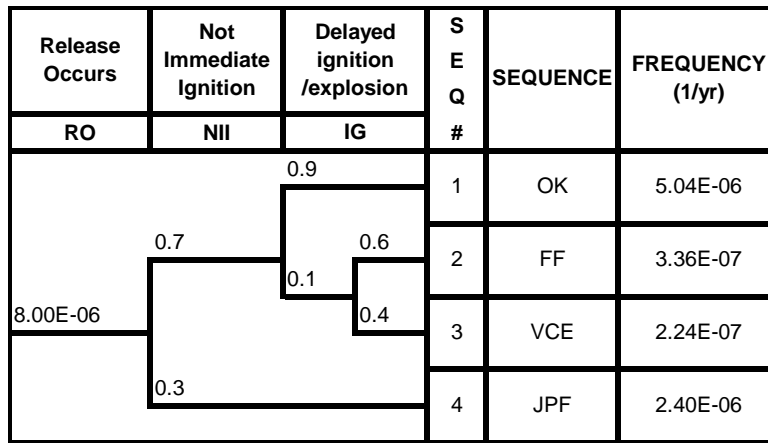 Release Occurs
Not Immediate Ignition
Delayed ignition /explosion
S E Q #
SEQUENCE
FREQUENCY (1/yr)
RO
NII
IG
0.9
1
OK
5.04E-06
0.7
0.6
2
FF
3.36E-07
0.1
8.00E-06
0.4
3
VCE
2.24E-07
0.3
4
JPF
2.40E-06